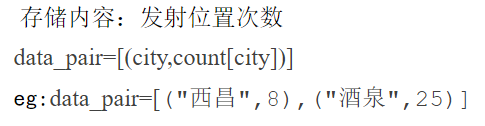 存储内容：发射位置次数
data_pair=[(city,count[city])]
eg:data_pair=[("西昌",8),("酒泉",25)]